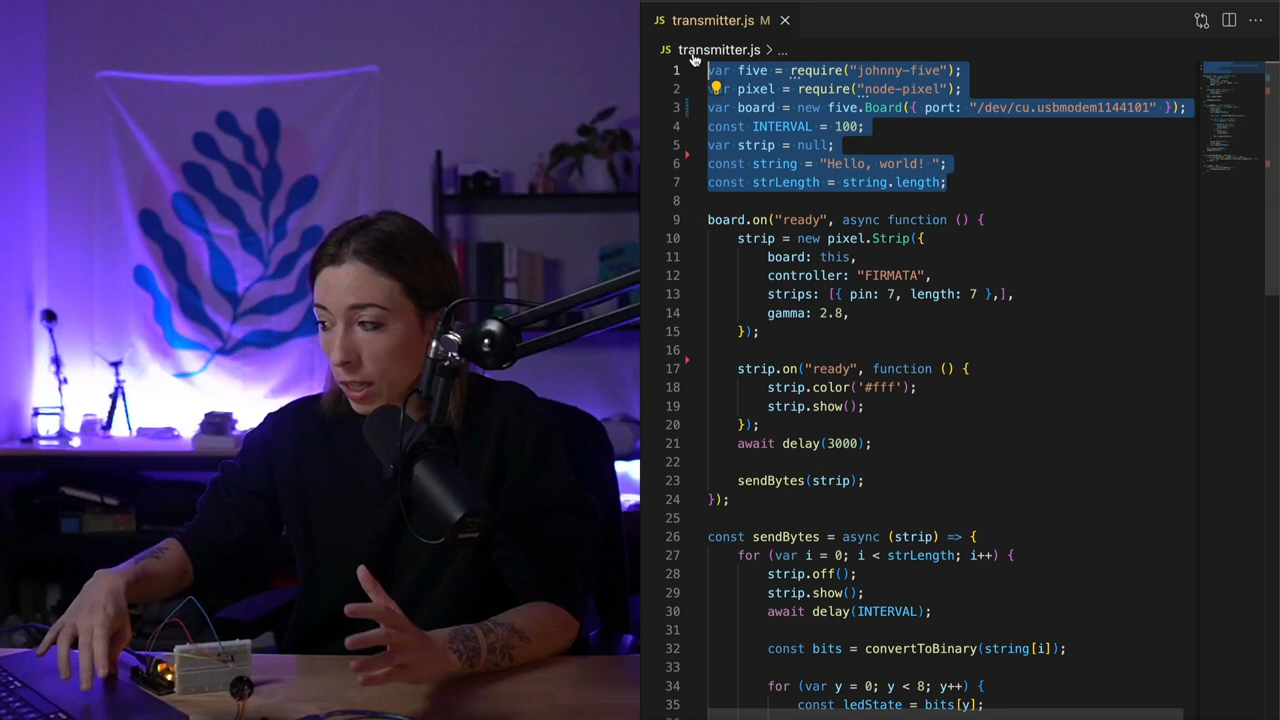 JS transmitter.js M
JS transmitter.js > ...
1 var five = require("johnny-five");
2 var pixel = require("node-pixel");
3 var board = new five.Board({ port: "/dev/cu.usbmodem1144101" });
4 const INTERVAL = 100;
5 var strip = null;
6 const string = "Hello, world! ";
7 const strLength = string.length;
8
9 board.on("ready", async function () {
10 strip = new pixel.Strip({
11 board: this,
12 controller: "FIRMATA",
13 strips: [{ pin: 7, length: 7 },],
14 gamma: 2.8,
15 });
16
17 strip.on("ready", function () {
18 strip.color('#fff');
19 strip.show();
20 });
21 await delay(3000);
22
23 sendBytes(strip);
24 });
25
26 const sendBytes = async (strip) => {
27 for (var i = 0; i < strLength; i++) {
28 strip.off();
29 strip.show();
30 await delay(INTERVAL);
31
32 const bits = convertToBinary(string[i]);
33
34 for (var y = 0; y < 8; y++) {
35 const ledState = bits[y];